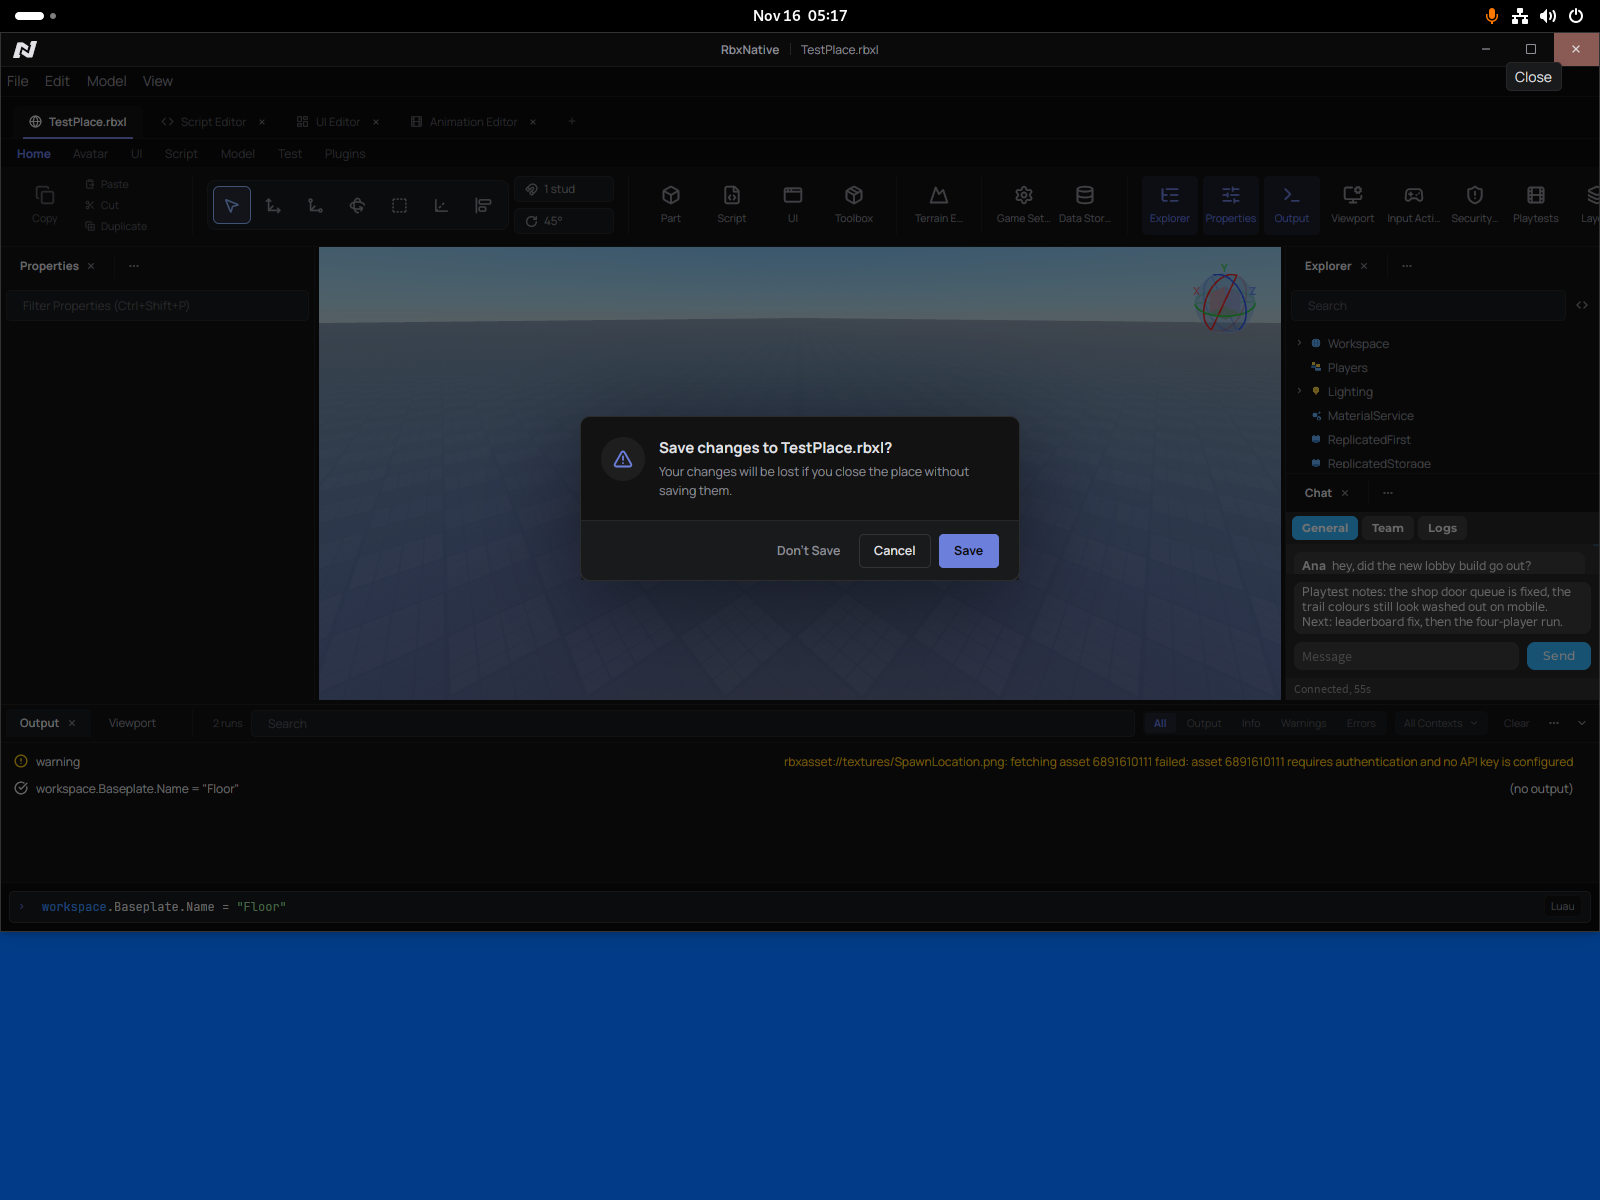 Nov 16 05:17
RbxNative TestPlace.rbxl
Close
File Edit Model View
TestPlace.rbxl Script Editor UI Editor Animation Editor
Home Avatar UI Script Model Test Plugins
Copy
Paste
Cut
Duplicate
1 stud
45°
Part Script UI Toolbox Terrain E... Game Set... Data Stor... Explorer Properties Output Viewport Input Acti... Security... Playtests Lay
Properties
Filter Properties (Ctrl+Shift+P)
Y
X
Z
Explorer
Search
Workspace
Players
Lighting
MaterialService
ReplicatedFirst
ReplicatedStorage
Save changes to TestPlace.rbxl?
Your changes will be lost if you close the place without
saving them.
Don't Save Cancel Save
Chat
General Team Logs
Ana hey, did the new lobby build go out?
Playtest notes: the shop door queue is fixed, the
trail colours still look washed out on mobile.
Next: leaderboard fix, then the four-player run.
Message Send
Connected, 55s
Output Viewport 2 runs Search All Output Info Warnings Errors All Contexts Clear
warning rbxasset://textures/SpawnLocation.png: fetching asset 6891610111 failed: asset 6891610111 requires authentication and no API key is configured
workspace.Baseplate.Name = "Floor" (no output)
> workspace.Baseplate.Name = "Floor" Luau